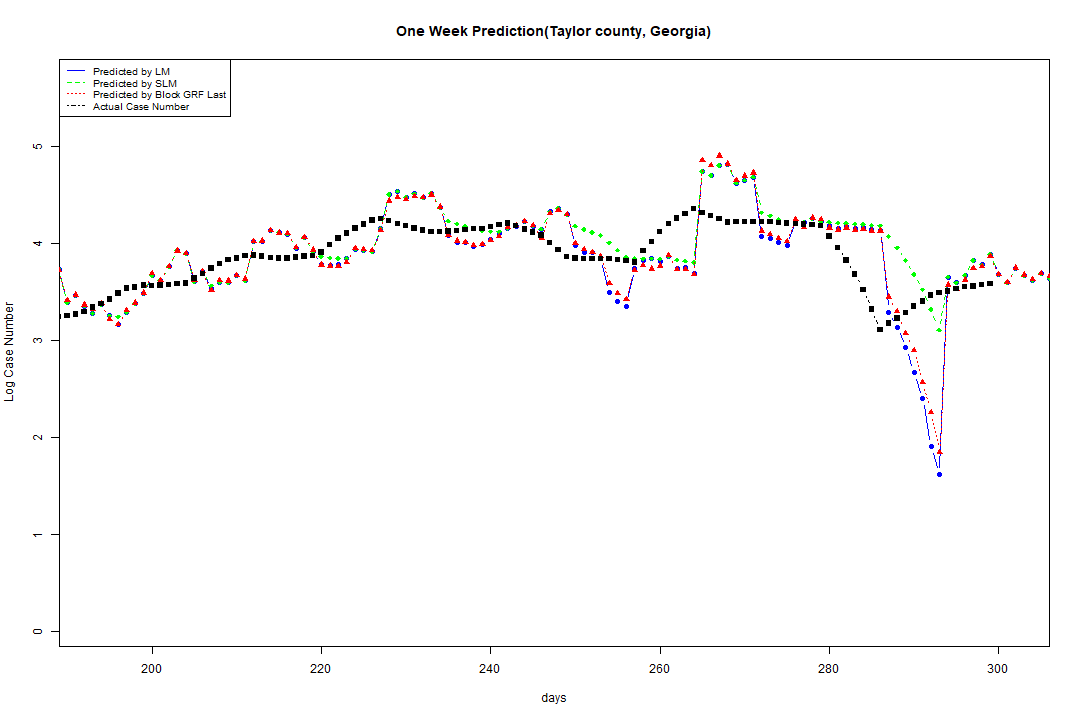 One Week Prediction(Taylor county, Georgia)
Predicted by LM
Predicted by SLM
Predicted by Block GRF Last
Actual Case Number
5
4
3
2
1
0
Log Case Number
200 220 240 260 280 300
days